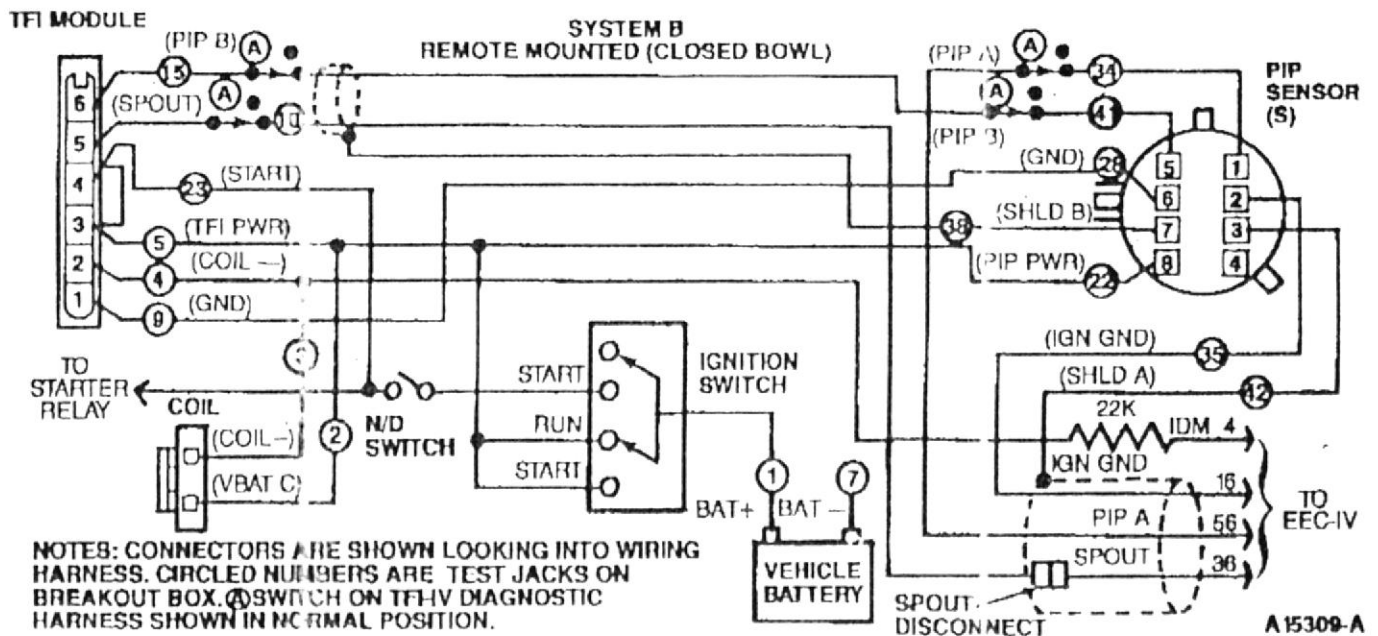 TFI MODULE
SYSTEM B
REMOTE MOUNTED (CLOSED BOWL)
(PIP B)
A
15
6
(SPOUT)
A
10
5
4
23
(START)
3
5
(TFI PWR)
2
4
(COIL –)
1
9
(GND)
(PIP A)
A
34
PIP
SENSOR
(S)
A
41
(PIP B)
(GND)
28
5
1
6
2
(SHLD B)
38
7
3
(PIP PWR)
22
8
4
TO
STARTER
RELAY
COIL
(COIL –)
(VBAT C)
2
N/D
SWITCH
START
RUN
START
IGNITION
SWITCH
1
7
BAT+
BAT –
VEHICLE
BATTERY
(IGN GND)
35
(SHLD A)
42
22K
IDM 4
IGN GND
16
PIP A
56
SPOUT
36
TO
EEC-IV
SPOUT
DISCONNECT
NOTES: CONNECTORS ARE SHOWN LOOKING INTO WIRING
HARNESS. CIRCLED NUMBERS ARE TEST JACKS ON
BREAKOUT BOX. A SWITCH ON TFI-IV DIAGNOSTIC
HARNESS SHOWN IN NORMAL POSITION.
A15309-A